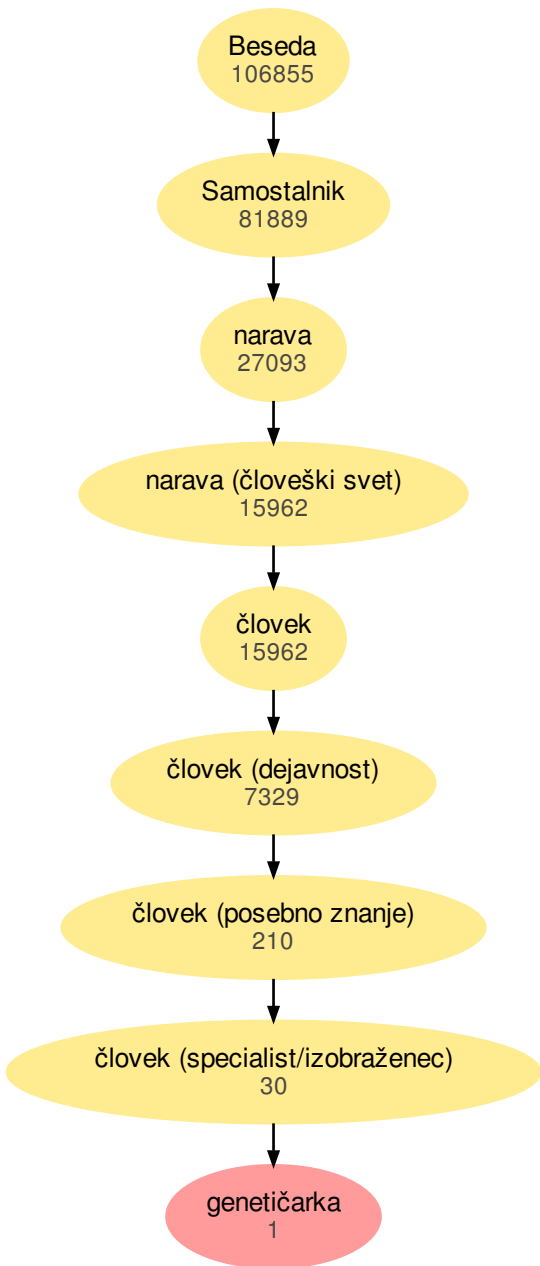 Beseda
106855
Samostalnik
81889
narava
27093
narava (človeški svet)
15962
človek
15962
človek (dejavnost)
7329
človek (posebno znanje)
210
človek (specialist/izobraženec)
30
genetičarka
1